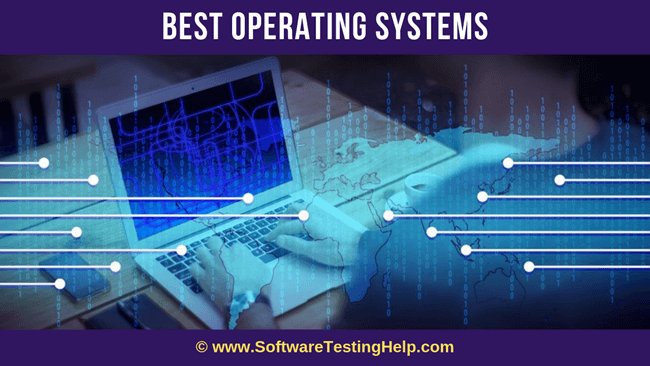 BEST OPERATING SYSTEMS
© www.SoftwareTestingHelp.com